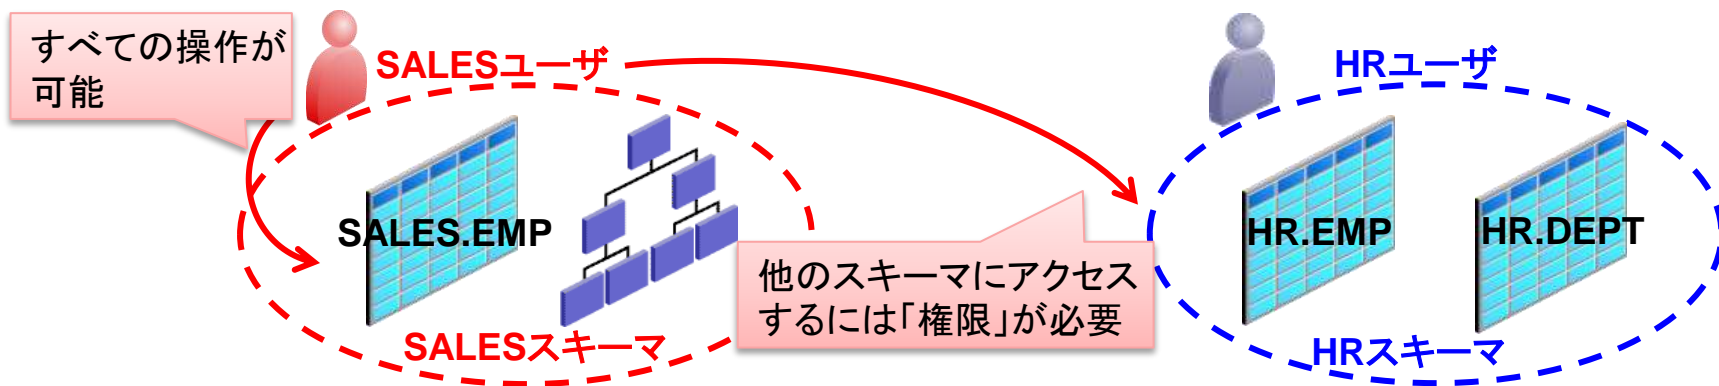 すべての操作が
可能
SALESユーザ
HRユーザ
SALES.EMP
HR.EMP
HR.DEPT
他のスキーマにアクセス
するには「権限」が必要
SALESスキーマ
HRスキーマ